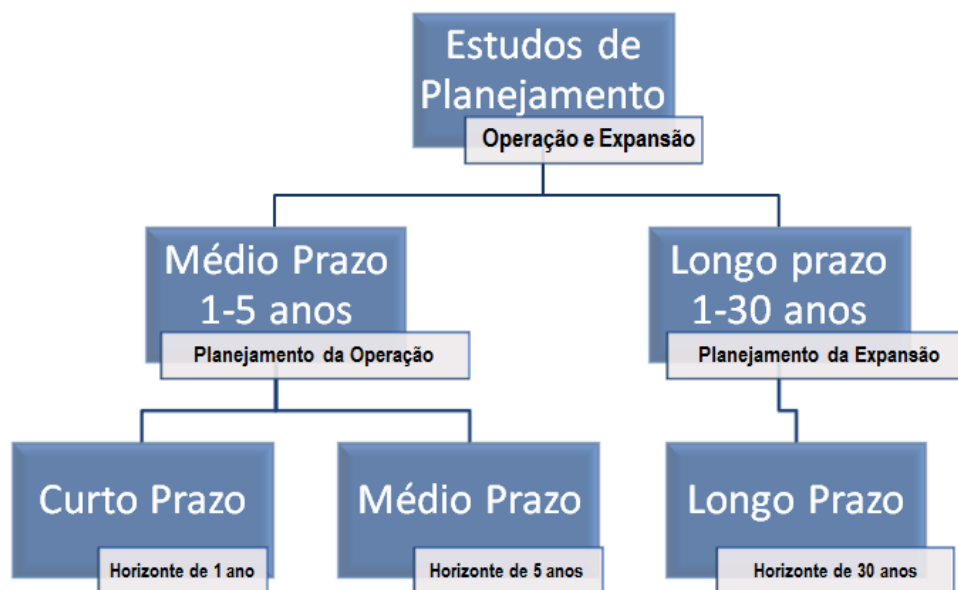 Estudos de
Planejamento
Operação e Expansão
Médio Prazo
1-5 anos
Planejamento da Operação
Longo prazo
1-30 anos
Planejamento da Expansão
Curto Prazo
Horizonte de 1 ano
Médio Prazo
Horizonte de 5 anos
Longo Prazo
Horizonte de 30 anos